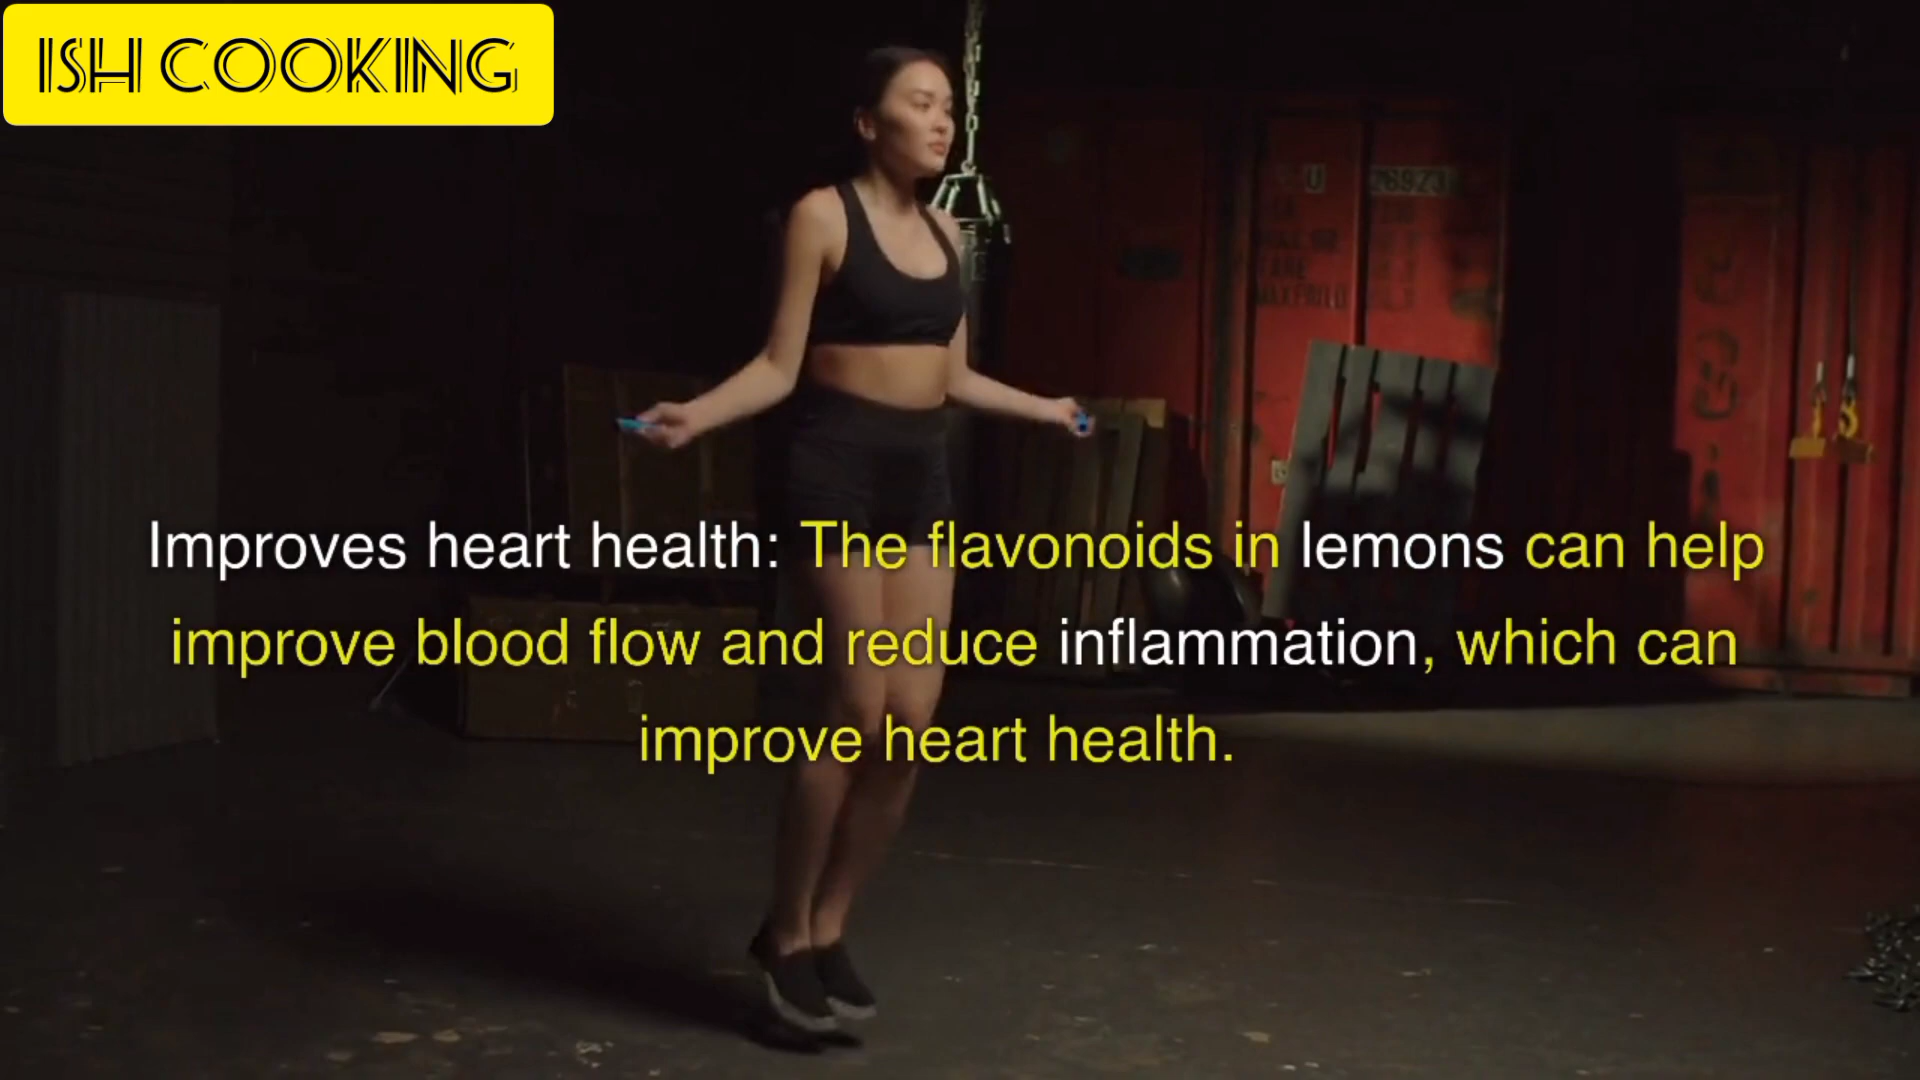 ISH COOKING
U 26923
Improves heart health: The flavonoids in lemons can help
improve blood flow and reduce inflammation, which can
improve heart health.